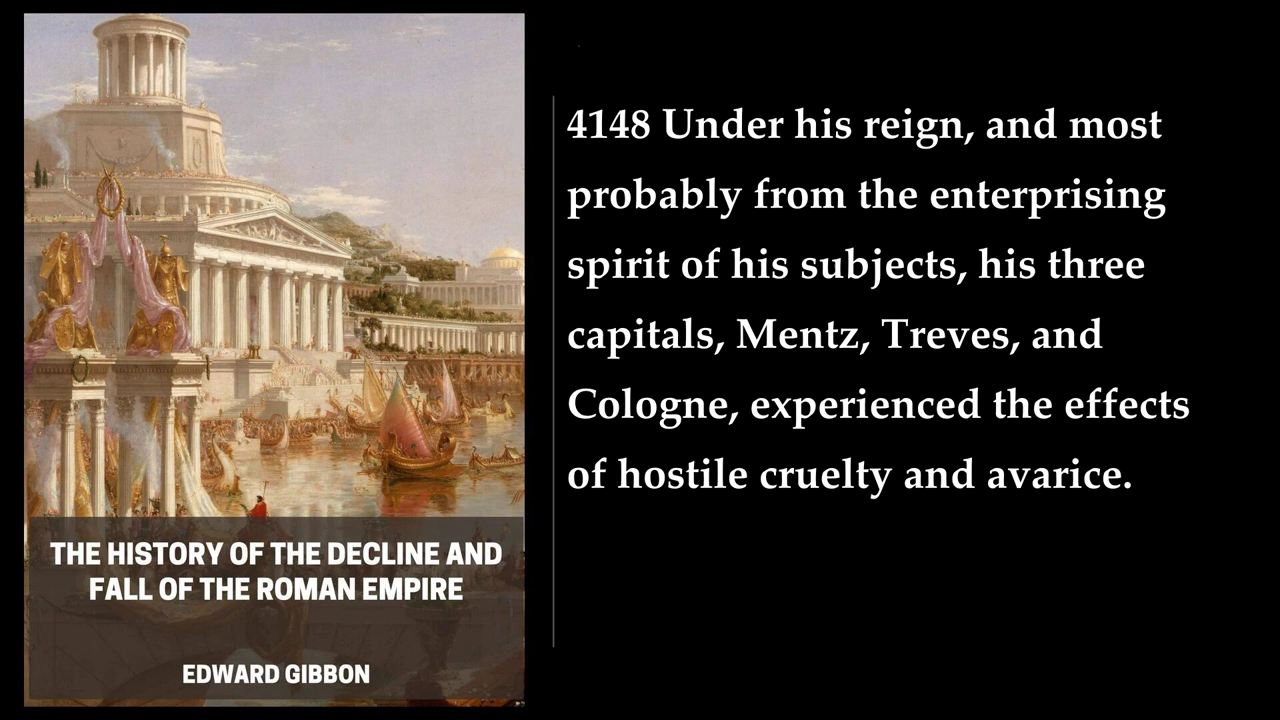 4148 Under his reign, and most
probably from the enterprising
spirit of his subjects, his three
capitals, Mentz, Treves, and
Cologne, experienced the effects
of hostile cruelty and avarice.
THE HISTORY OF THE DECLINE AND
FALL OF THE ROMAN EMPIRE
EDWARD GIBBON